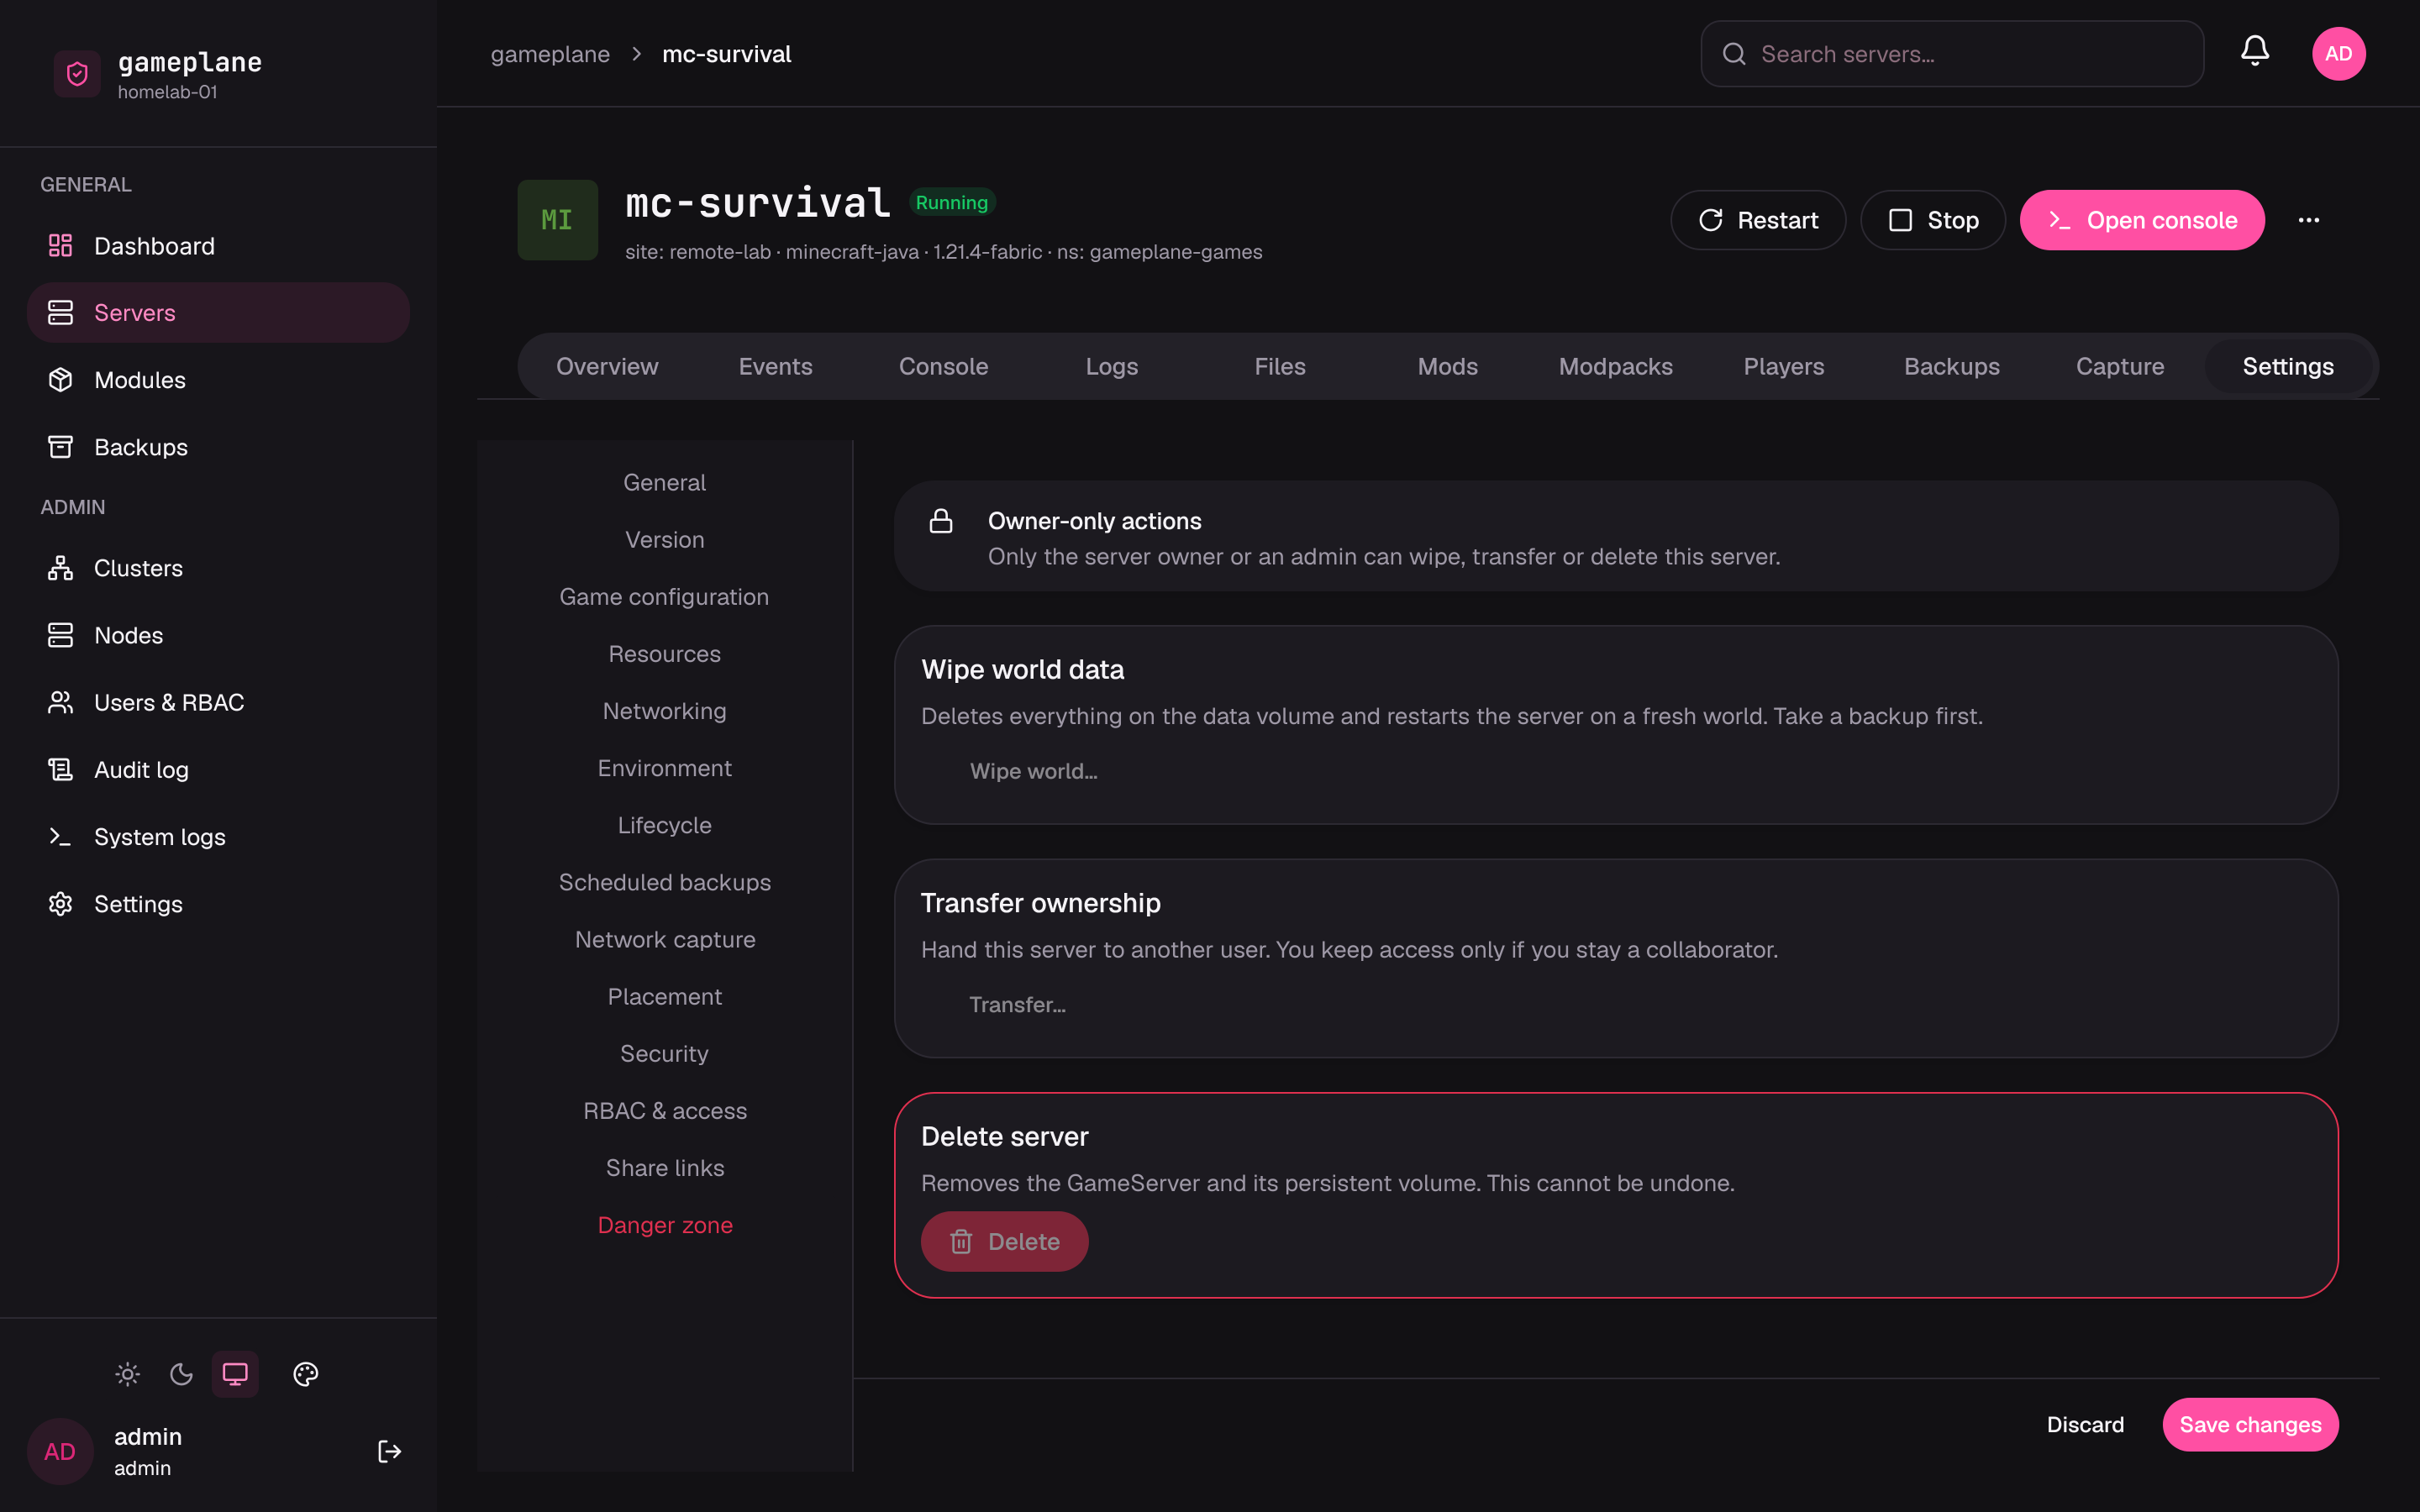 gameplane
homelab-01
GENERAL
Dashboard
Servers
Modules
Backups
ADMIN
Clusters
Nodes
Users & RBAC
Audit log
System logs
Settings
AD
admin
admin
gameplane > mc-survival
Search servers...
AD
MI
mc-survival
Running
site: remote-lab · minecraft-java · 1.21.4-fabric · ns: gameplane-games
Restart
Stop
Open console
Overview
Events
Console
Logs
Files
Mods
Modpacks
Players
Backups
Capture
Settings
General
Version
Game configuration
Resources
Networking
Environment
Lifecycle
Scheduled backups
Network capture
Placement
Security
RBAC & access
Share links
Danger zone
Owner-only actions
Only the server owner or an admin can wipe, transfer or delete this server.
Wipe world data
Deletes everything on the data volume and restarts the server on a fresh world. Take a backup first.
Wipe world...
Transfer ownership
Hand this server to another user. You keep access only if you stay a collaborator.
Transfer...
Delete server
Removes the GameServer and its persistent volume. This cannot be undone.
Delete
Discard
Save changes